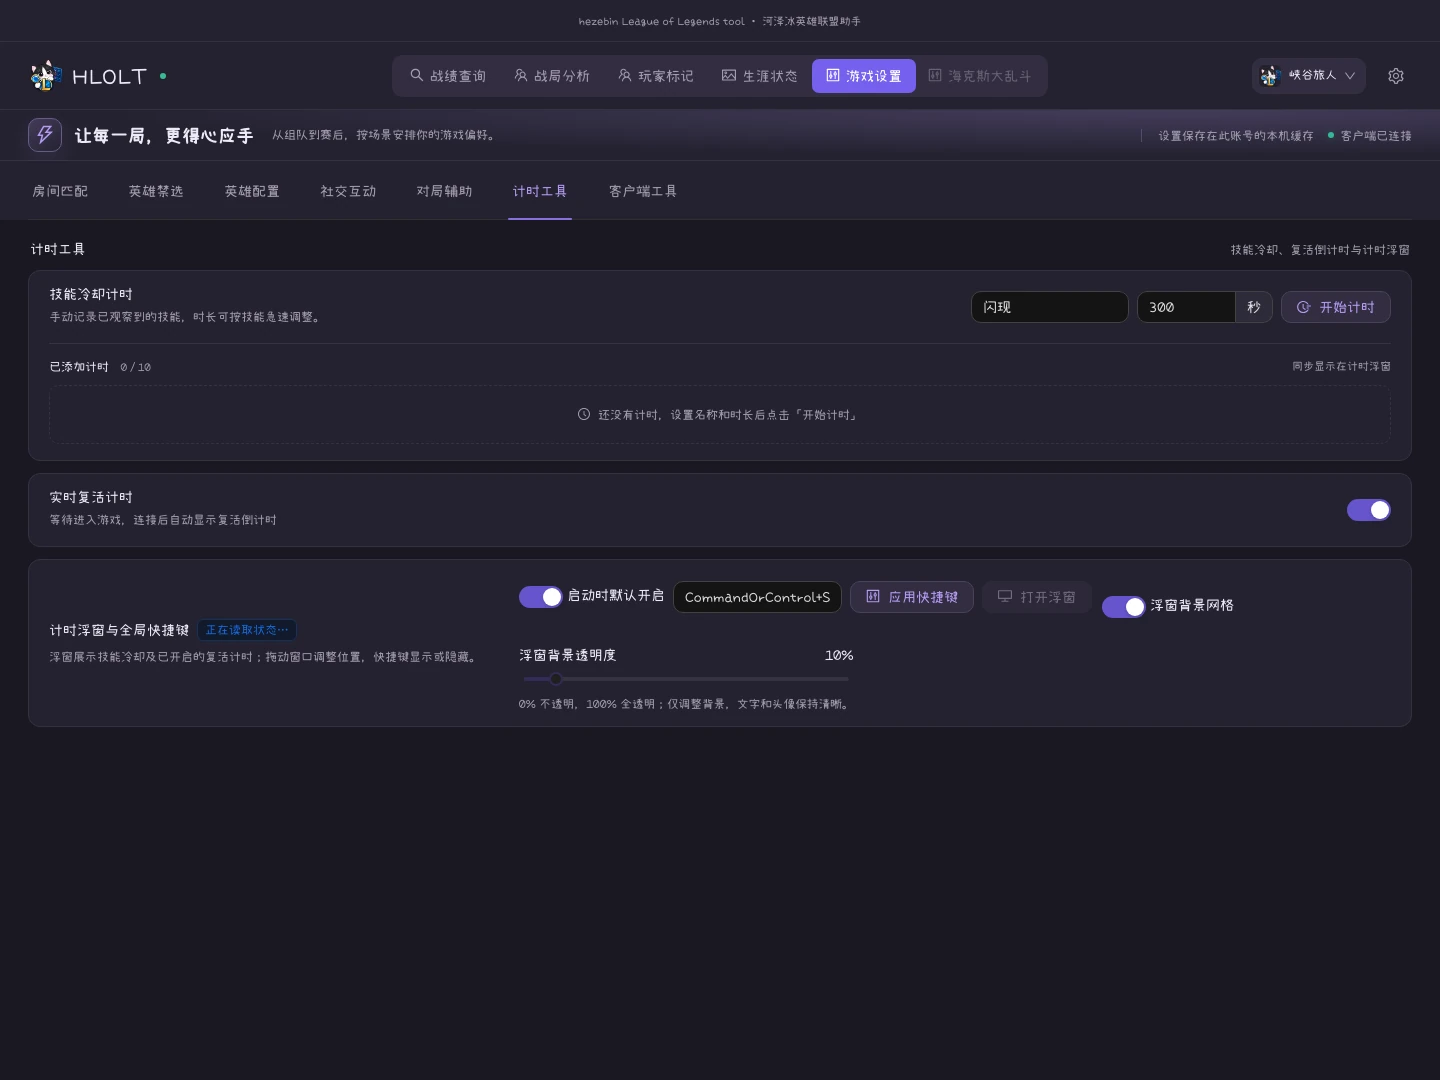 hezebin League of Legends tool · 河泽冰英雄联盟助手
HLOLT
战绩查询
战局分析
玩家标记
生涯状态
游戏设置
海克斯大乱斗
峡谷旅人
让每一局，更得心应手
从组队到赛后，按场景安排你的游戏偏好。
设置保存在此账号的本机缓存
客户端已连接
房间匹配
英雄禁选
英雄配置
社交互动
对局辅助
计时工具
客户端工具
计时工具
技能冷却、复活倒计时与计时浮窗
技能冷却计时
手动记录已观察到的技能，时长可按技能急速调整。
闪现
300
秒
开始计时
已添加计时 0 / 10
同步显示在计时浮窗
还没有计时，设置名称和时长后点击「开始计时」
实时复活计时
等待进入游戏，连接后自动显示复活倒计时
启动时默认开启
CommandOrControl+S
应用快捷键
打开浮窗
浮窗背景网格
计时浮窗与全局快捷键
正在读取状态…
浮窗展示技能冷却及已开启的复活计时；拖动窗口调整位置，快捷键显示或隐藏。
浮窗背景透明度
10%
0% 不透明，100% 全透明；仅调整背景，文字和头像保持清晰。